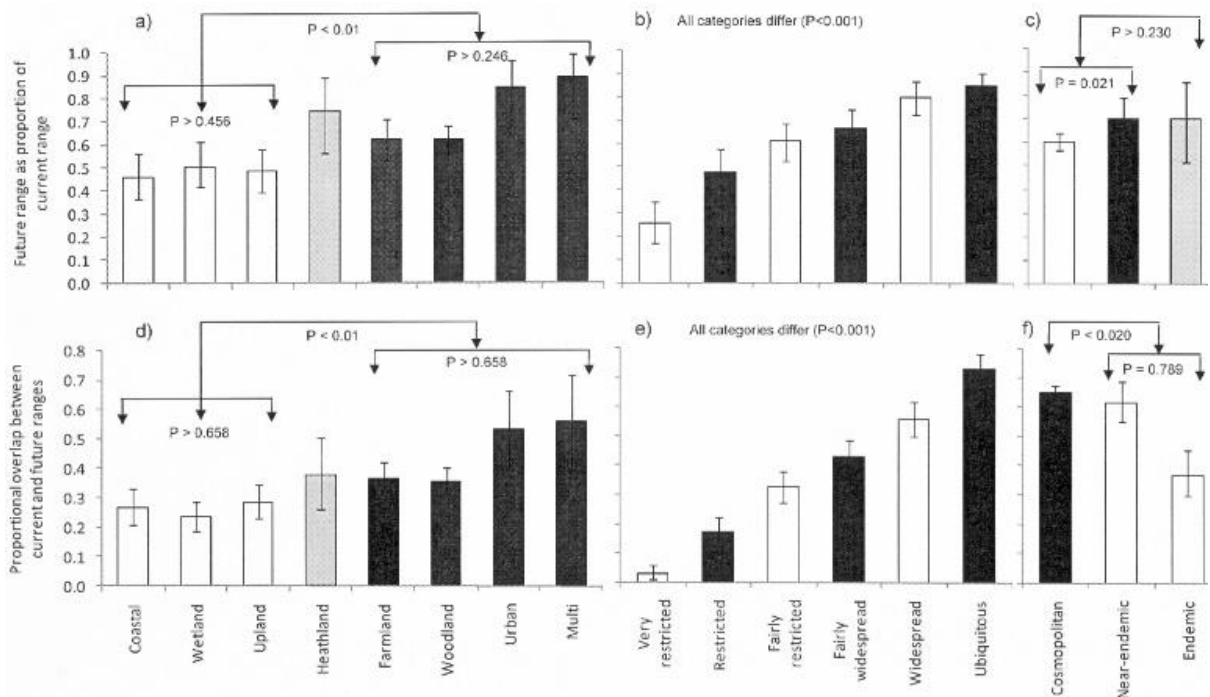 a)
P < 0.01
P > 0.246
P > 0.456
Future range as proportion of
current range
1.0
0.9
0.8
0.7
0.6
0.5
0.4
0.3
0.2
0.1
0.0
b)
All categories differ (P<0.001)
c)
P > 0.230
P = 0.021
d)
P < 0.01
P > 0.658
P > 0.658
Proportional overlap between
current and future ranges
0.8
0.7
0.6
0.5
0.4
0.3
0.2
0.1
0.0
Coastal
Wetland
Upland
Heathland
Farmland
Woodland
Urban
Multi
e)
All categories differ (P<0.001)
Very
restricted
Restricted
Fairly
restricted
Fairly
widespread
Widespread
Ubiquitous
f)
P < 0.020
P = 0.789
Cosmopolitan
Near-endemic
Endemic